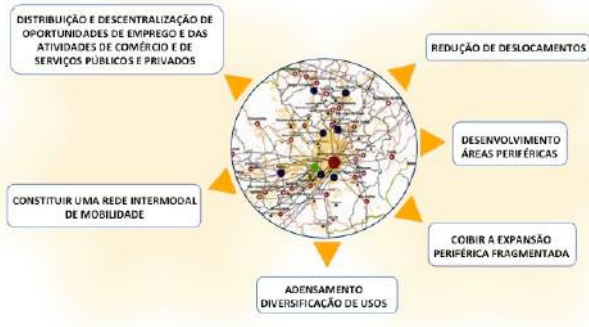 DISTRIBUIÇÃO E DESCENTRALIZAÇÃO DE
OPORTUNIDADES DE EMPREGO E DAS
ATIVIDADES DE COMÉRCIO E DE
SERVIÇOS PÚBLICOS E PRIVADOS
REDUÇÃO DE DESLOCAMENTOS
DESENVOLVIMENTO
ÁREAS PERIFÉRICAS
CONSTITUIR UMA REDE INTERMODAL
DE MOBILIDADE
COIBIR A EXPANSÃO
PERIFÉRICA FRAGMENTADA
ADENSAMENTO
DIVERSIFICAÇÃO DE USOS